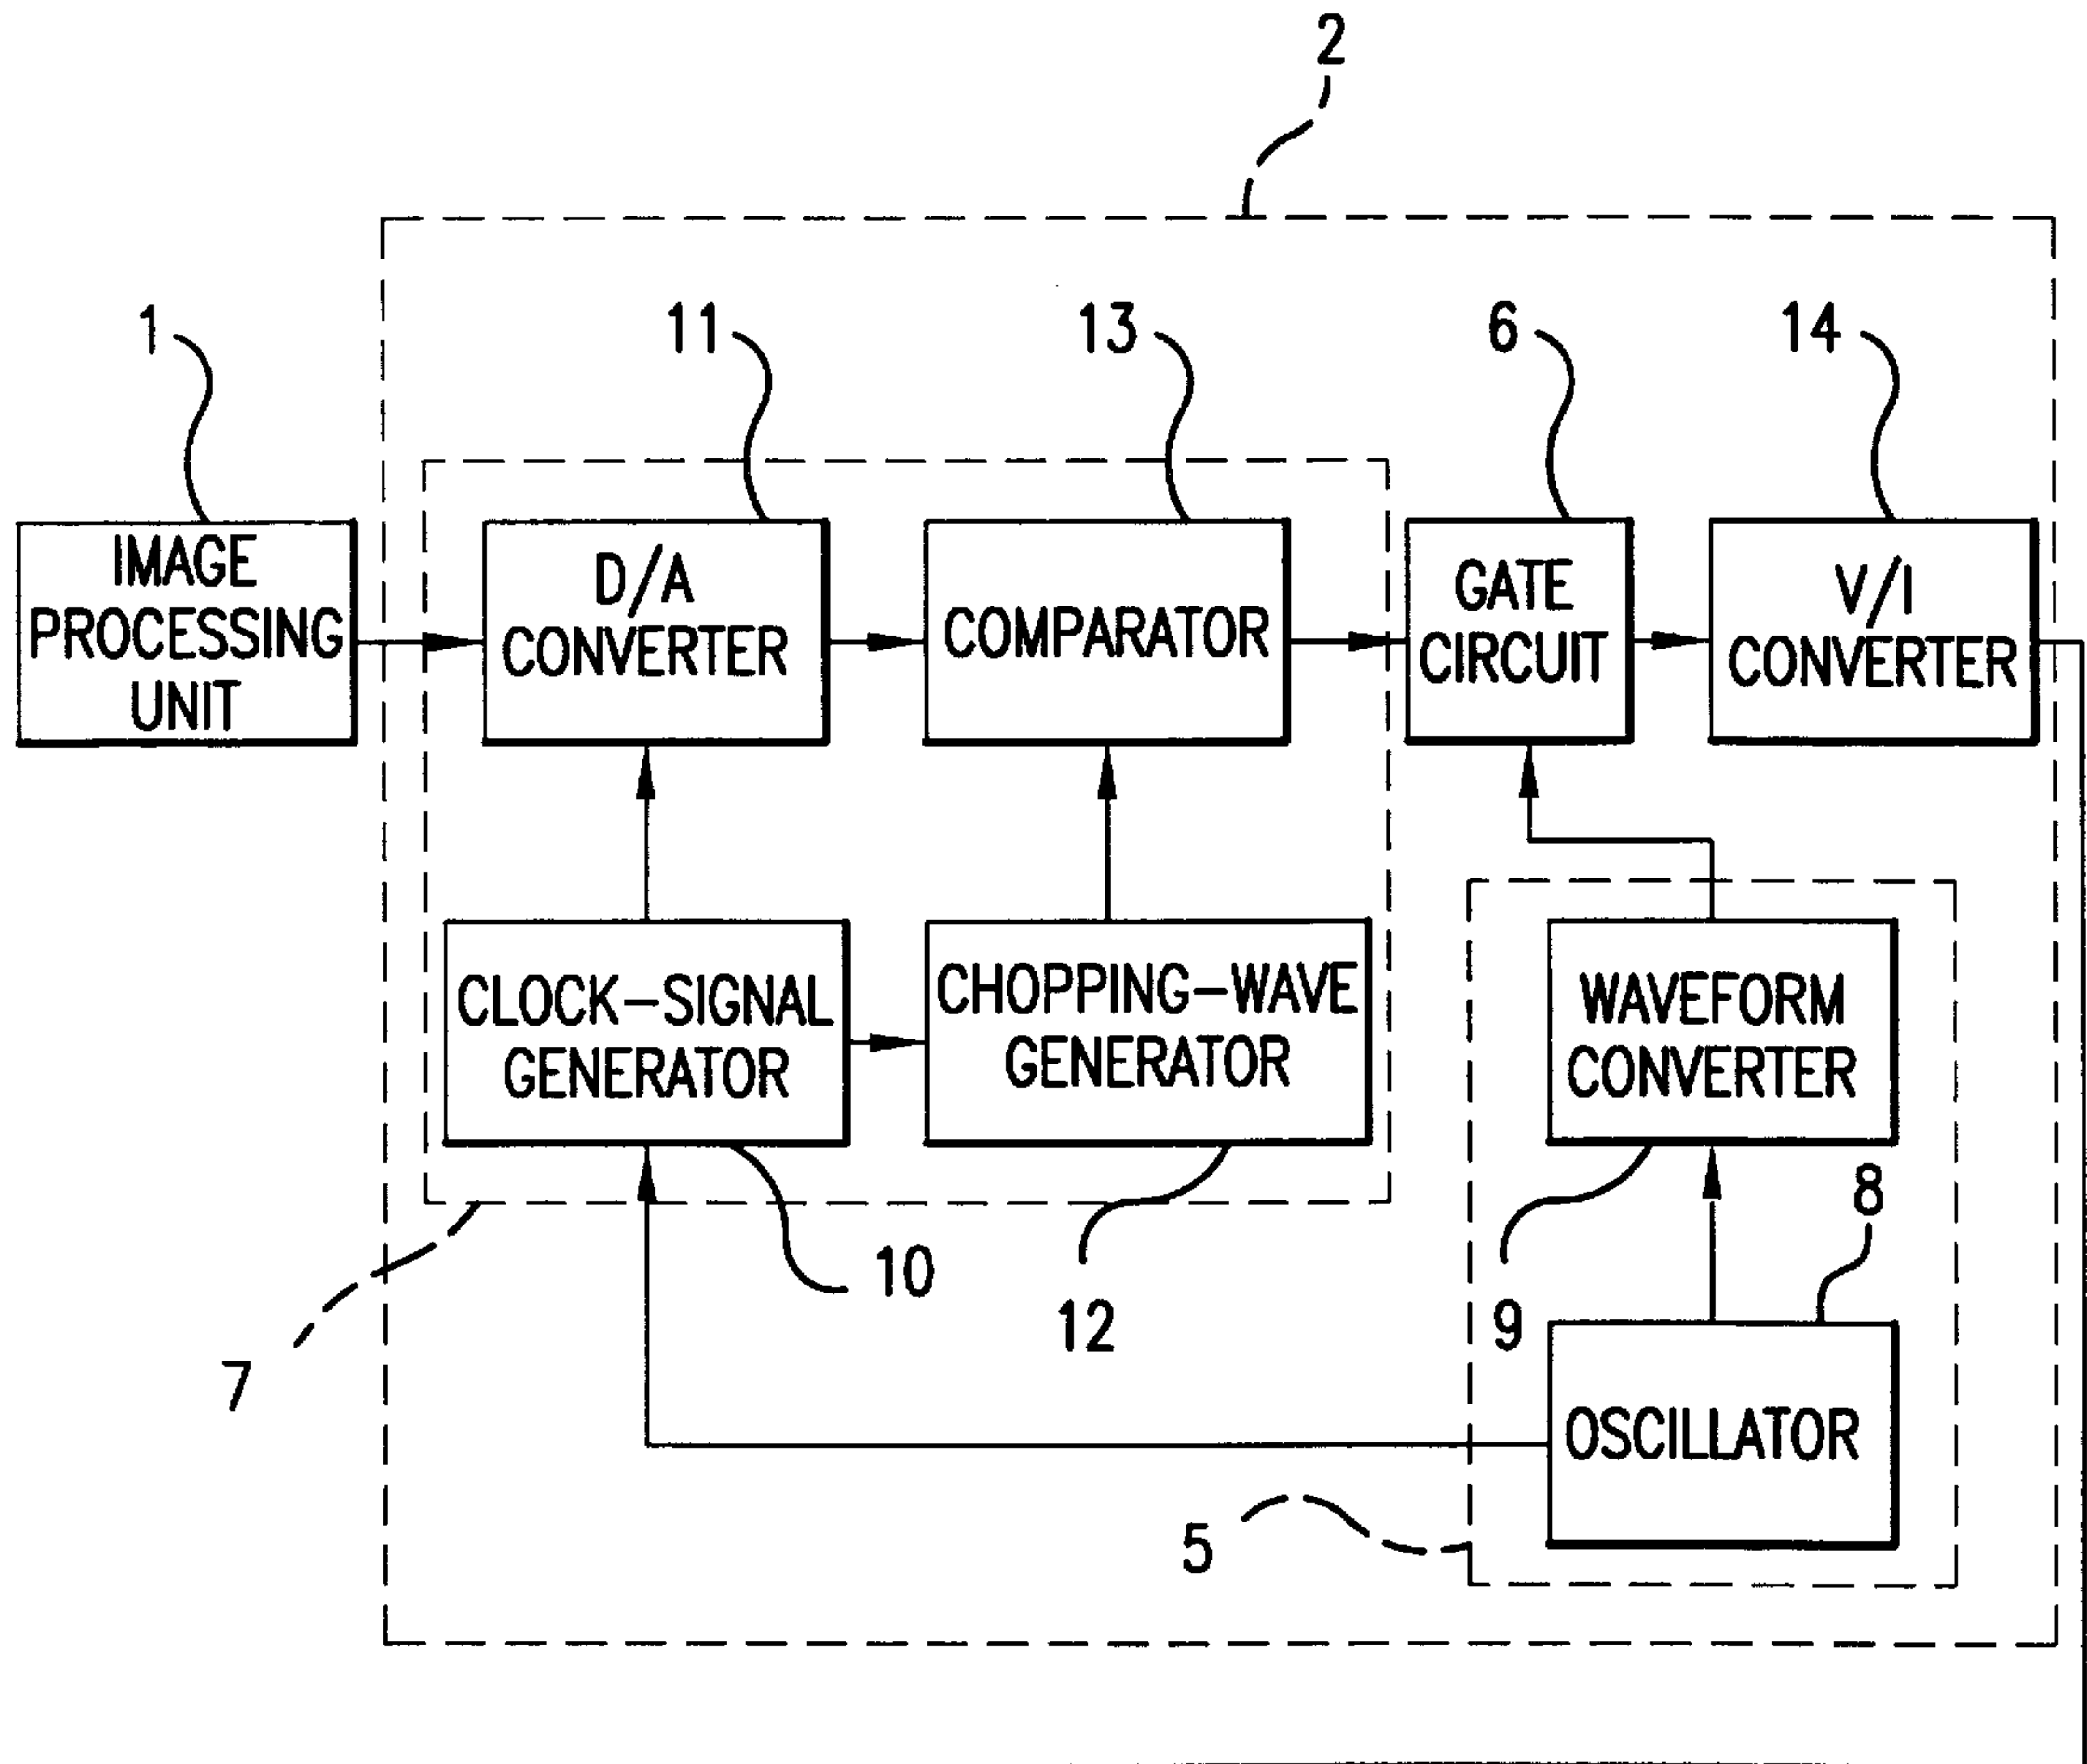 2
1
11
13
6
14
IMAGE
PROCESSING
UNIT
D/A
CONVERTER
COMPARATOR
GATE
CIRCUIT
V/I
CONVERTER
CLOCK-SIGNAL
GENERATOR
CHOPPING-WAVE
GENERATOR
WAVEFORM
CONVERTER
8
10
12
9
7
OSCILLATOR
5